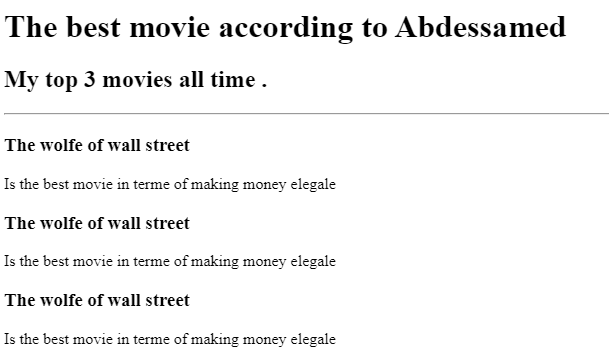 The best movie according to Abdessamed
My top 3 movies all time .
The wolfe of wall street
Is the best movie in terme of making money elegale
The wolfe of wall street
Is the best movie in terme of making money elegale
The wolfe of wall street
Is the best movie in terme of making money elegale